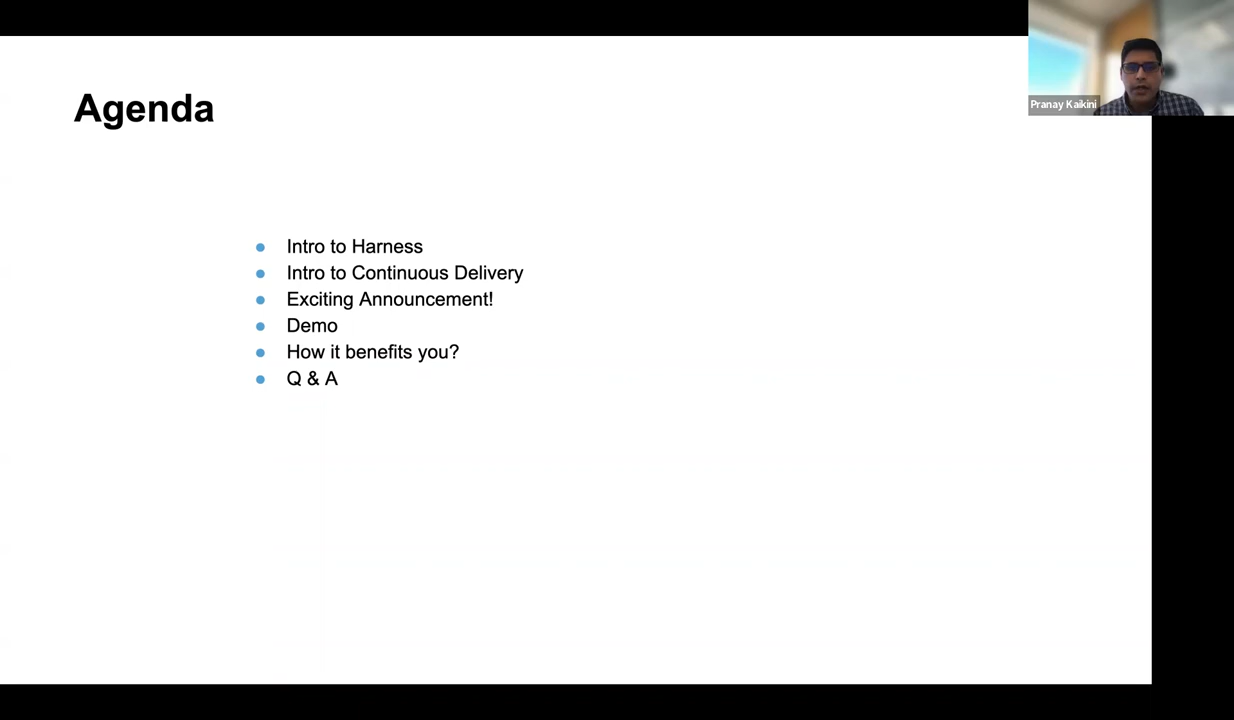 Agenda
Pranay Kaikini
Intro to Harness
Intro to Continuous Delivery
Exciting Announcement!
Demo
How it benefits you?
Q & A